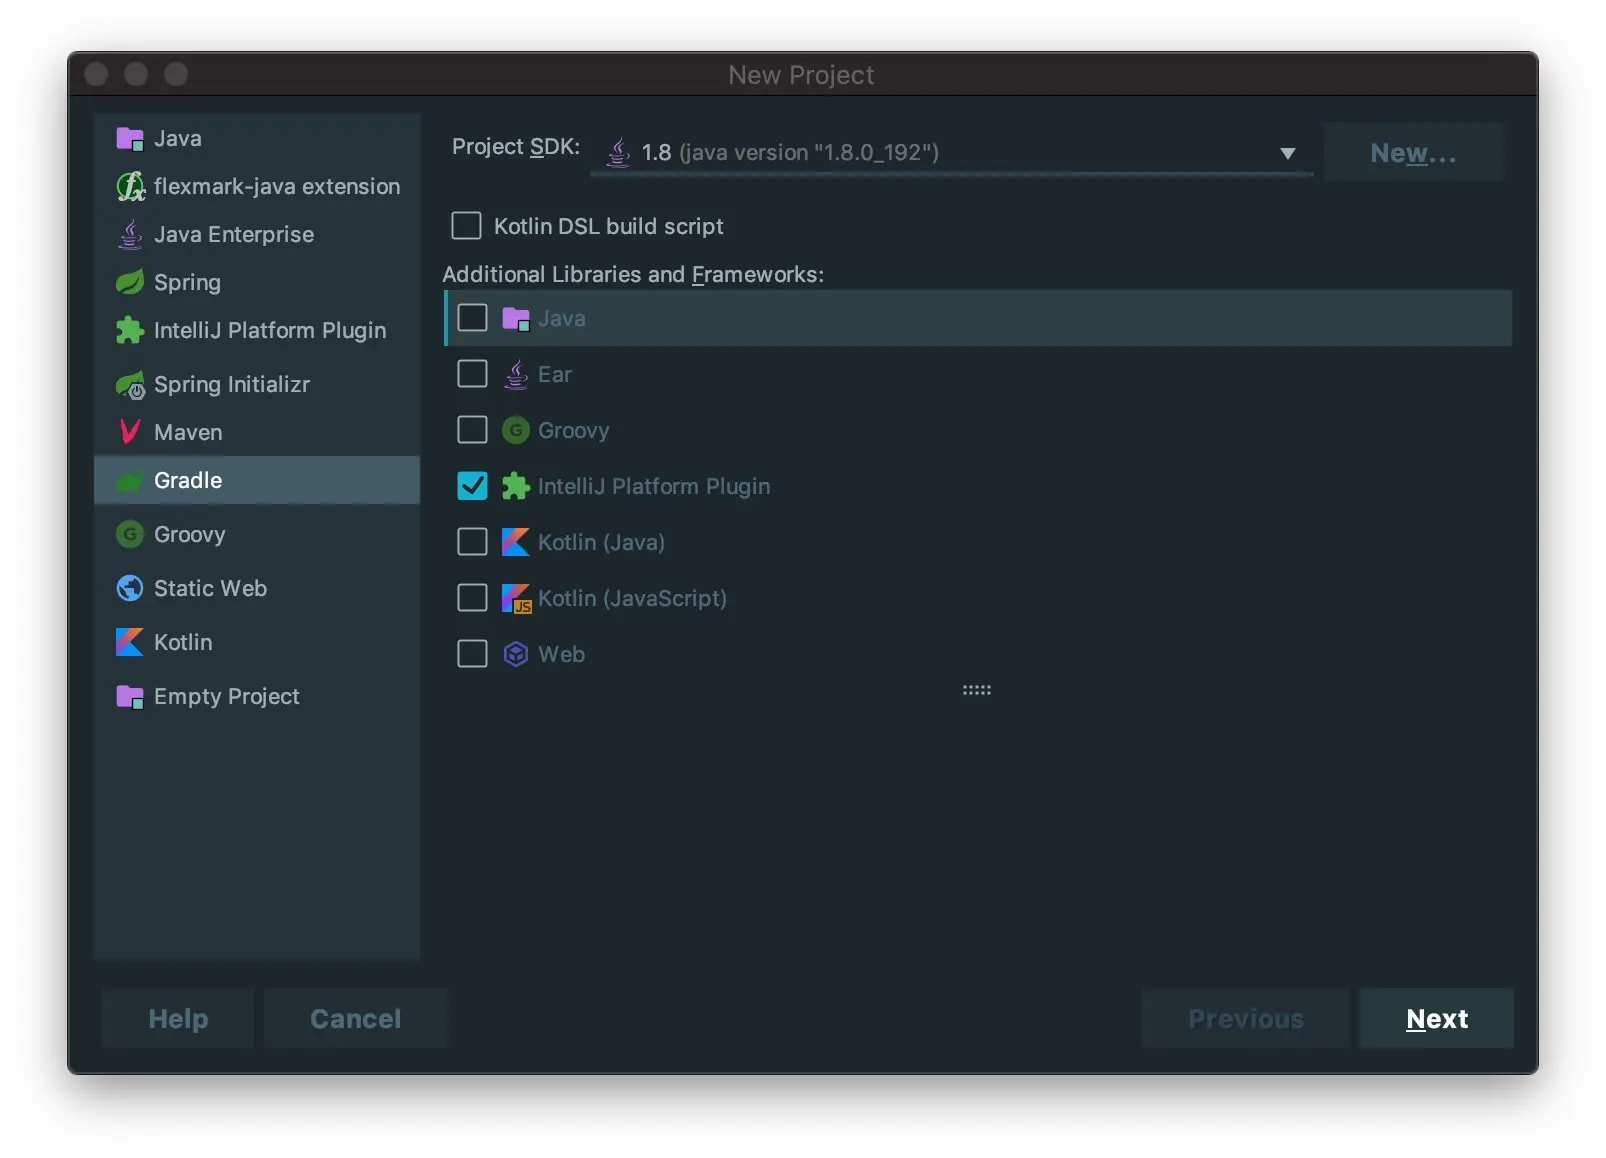 New Project
Java
flexmark-java extension
Java Enterprise
Spring
IntelliJ Platform Plugin
Spring Initializr
Maven
Gradle
Groovy
Static Web
Kotlin
Empty Project
Project SDK:
1.8 (java version "1.8.0_192")
New...
Kotlin DSL build script
Additional Libraries and Frameworks:
Java
Ear
Groovy
IntelliJ Platform Plugin
Kotlin (Java)
Kotlin (JavaScript)
Web
Help
Cancel
Previous
Next